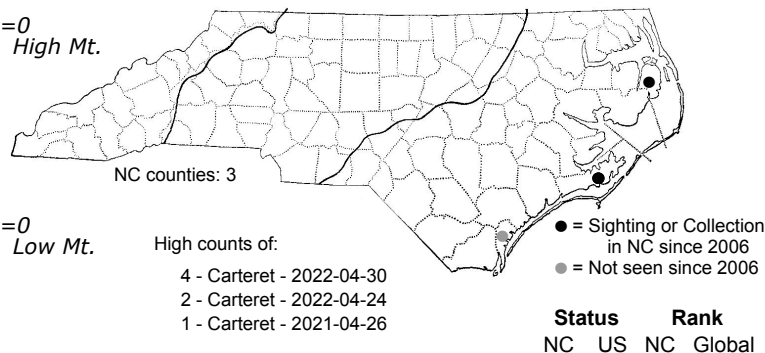 =0
High Mt.
NC counties: 3
=0
Low Mt.
High counts of:
4 - Carteret - 2022-04-30
2 - Carteret - 2022-04-24
1 - Carteret - 2021-04-26
● = Sighting or Collection
in NC since 2006
● = Not seen since 2006
Status Rank
NC US NC Global